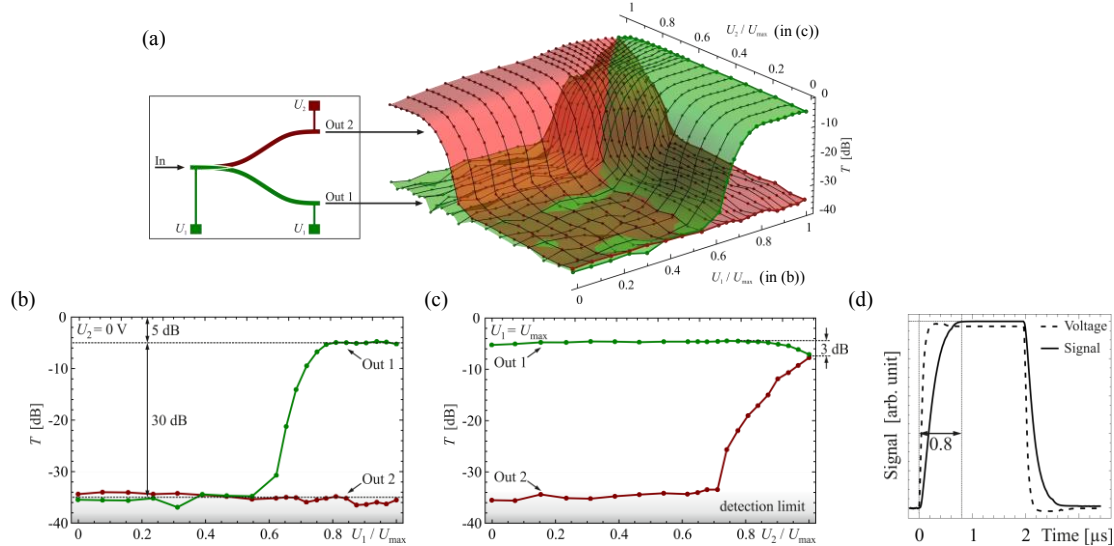 (a)
U₂
Out 2
In
Out 1
U₁
U₁
1
0.8
0.6
0.4
0.2
0
U₂ / Umax (in (c))
0
-10
-20
-30
-40
T [dB]
0
0.2
0.4
0.6
0.8
1
U₁ / Umax (in (b))
(b)
U₂ = 0 V
5 dB
Out 1
30 dB
Out 2
0
−10
−20
−30
−40
T [dB]
0
0.2
0.4
0.6
0.8
U₁ / Umax
(c)
U₁ = Umax
Out 1
3 dB
Out 2
detection limit
0
−10
−20
−30
−40
T [dB]
0
0.2
0.4
0.6
0.8
U₂ / Umax
(d)
Voltage
Signal
0.8
Signal [arb. unit]
0
1
2
Time [µs]